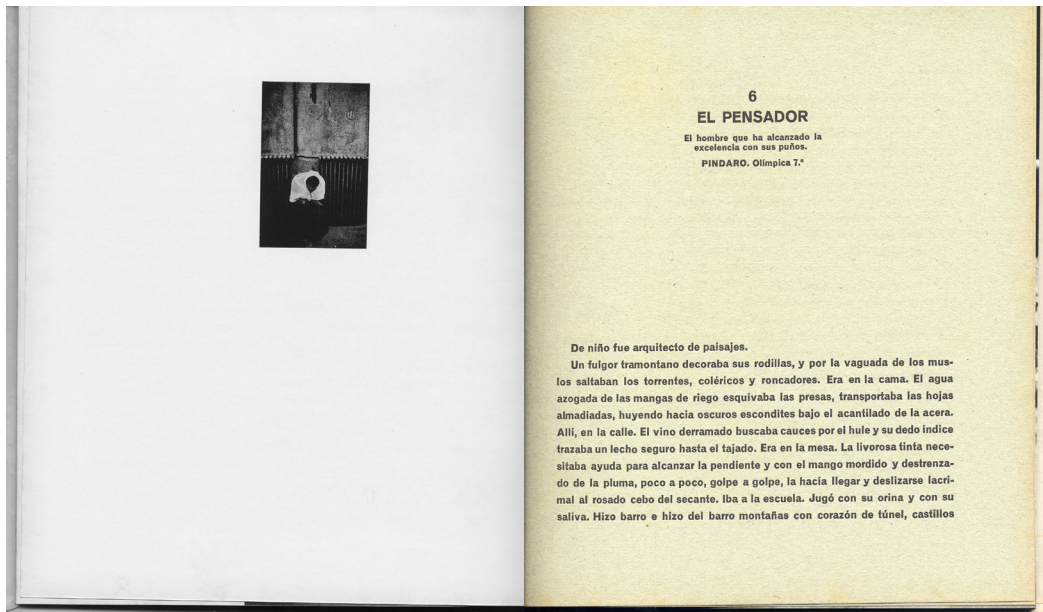 6
EL PENSADOR
El hombre que ha alcanzado la
excelencia con sus puños.
PINDARO. Olímpica 7.ª
De niño fue arquitecto de paisajes.
Un fulgor tramontano decoraba sus rodillas, y por la vaguada de los mus-
los saltaban los torrentes, coléricos y roncadores. Era en la cama. El agua
azogada de las mangas de riego esquivaba las presas, transportaba las hojas
almadiadas, huyendo hacia oscuros escondites bajo el acantilado de la acera.
Allí, en la calle. El vino derramado buscaba cauces por el hule y su dedo índice
trazaba un lecho seguro hasta el tajado. Era en la mesa. La livorosa tinta nece-
sitaba ayuda para alcanzar la pendiente y con el mango mordido y destrenza-
do de la pluma, poco a poco, golpe a golpe, la hacía llegar y deslizarse lacri-
mal al rosado cebo del secante. Iba a la escuela. Jugó con su orina y con su
saliva. Hizo barro e hizo del barro montañas con corazón de túnel, castillos